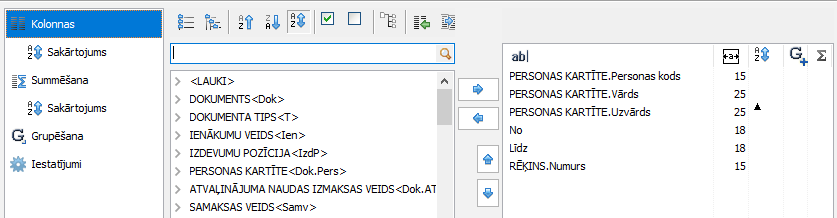 Kolonnas
Sakārtojums
Summēšana
Sakārtojums
Grupēšana
Iestatījumi
<LAUKI>
DOKUMENTS<Dok>
DOKUMENTA TIPS<T>
IENĀKUMU VEIDS<Ien>
IZDEVUMU POZĪCIJA<IzdP>
PERSONAS KARTĪTE<Dok.Pers>
ATVAĻINĀJUMA NAUDAS IZMAKSAS VEIDS<Dok.AT
SAMAKSAS VEIDS<Samv>
ab| a A Z G+ Σ
PERSONAS KARTĪTE.Personas kods 15
PERSONAS KARTĪTE.Vārds 25
PERSONAS KARTĪTE.Uzvārds 25 ▲
No 18
Līdz 18
RĒĶINS.Numurs 15